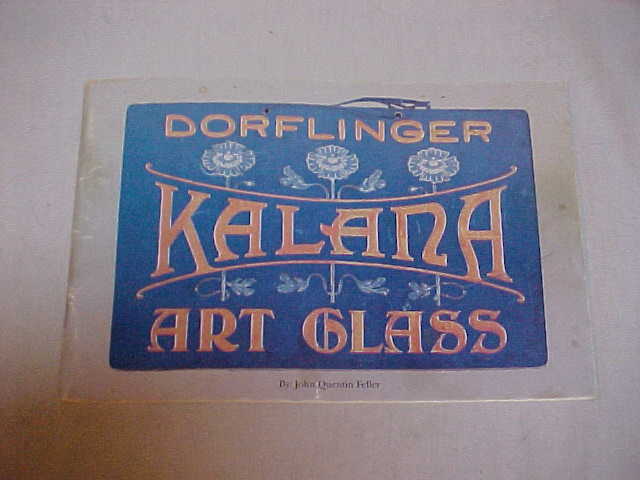 DORFLINGER
KALANA
ART GLASS
By: John Quentin Feller